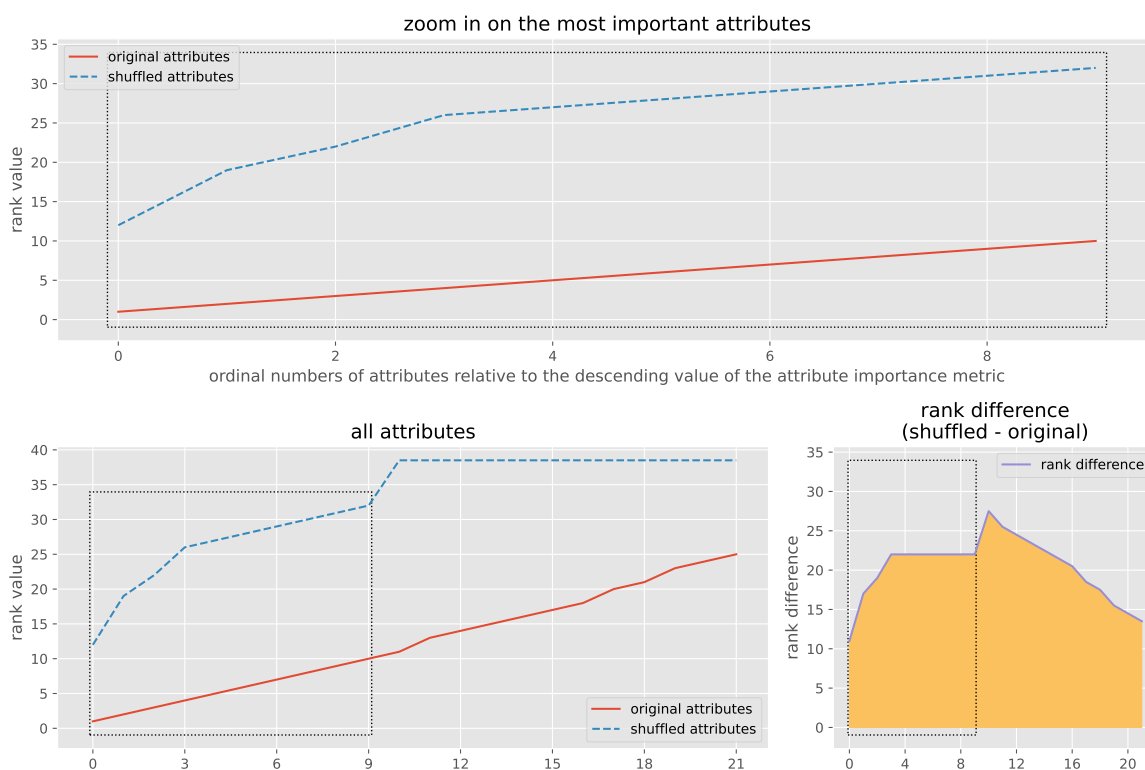 zoom in on the most important attributes
35
30
25
20
15
10
5
0
rank value
original attributes
shuffled attributes
0 2 4 6 8
ordinal numbers of attributes relative to the descending value of the attribute importance metric
all attributes
40
35
30
25
20
15
10
5
0
rank value
original attributes
shuffled attributes
0 3 6 9 12 15 18 21
rank difference
(shuffled - original)
35
30
25
20
15
10
5
0
rank difference
rank difference
0 4 8 12 16 20